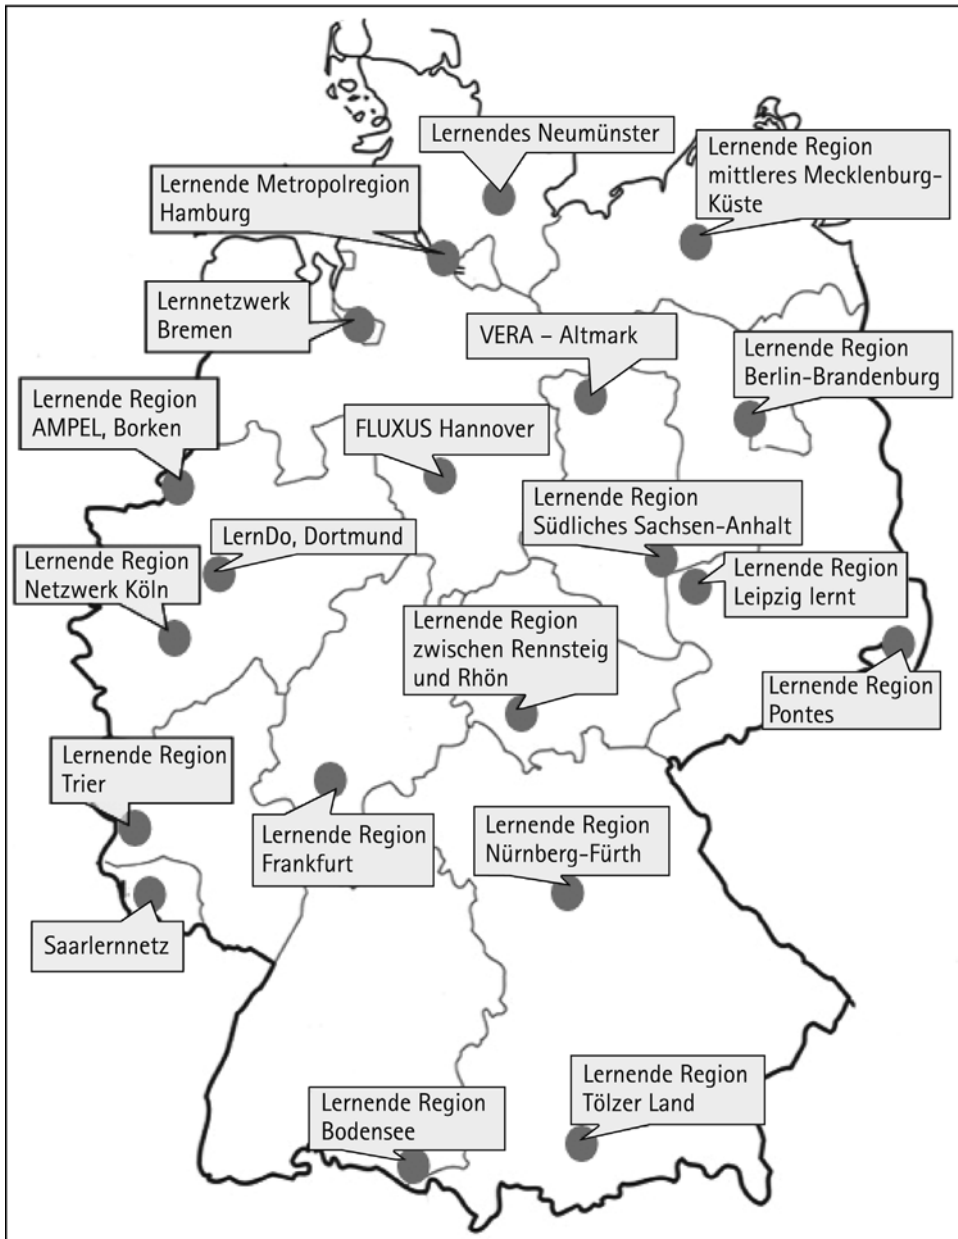 Lernendes Neumünster
Lernende Region
mittleres Mecklenburg-
Küste
Lernende Metropolregion
Hamburg
Lernnetzwerk
Bremen
VERA – Altmark
Lernende Region
Berlin-Brandenburg
Lernende Region
AMPEL, Borken
FLUXUS Hannover
Lernende Region
Südliches Sachsen-Anhalt
LernDo, Dortmund
Lernende Region
Netzwerk Köln
Lernende Region
Leipzig lernt
Lernende Region
zwischen Rennsteig
und Rhön
Lernende Region
Pontes
Lernende Region
Trier
Lernende Region
Frankfurt
Lernende Region
Nürnberg-Fürth
Saarlernnetz
Lernende Region
Tölzer Land
Lernende Region
Bodensee